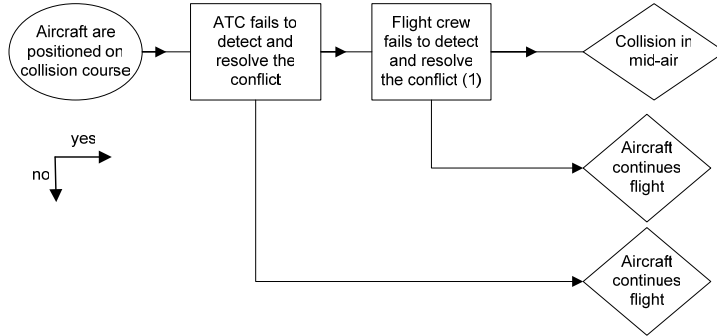 Aircraft are
positioned on
collision course
ATC fails to
detect and
resolve the
conflict
Flight crew
fails to detect
and resolve
the conflict (1)
Collision in
mid-air
yes
no
Aircraft
continues
flight
Aircraft
continues
flight